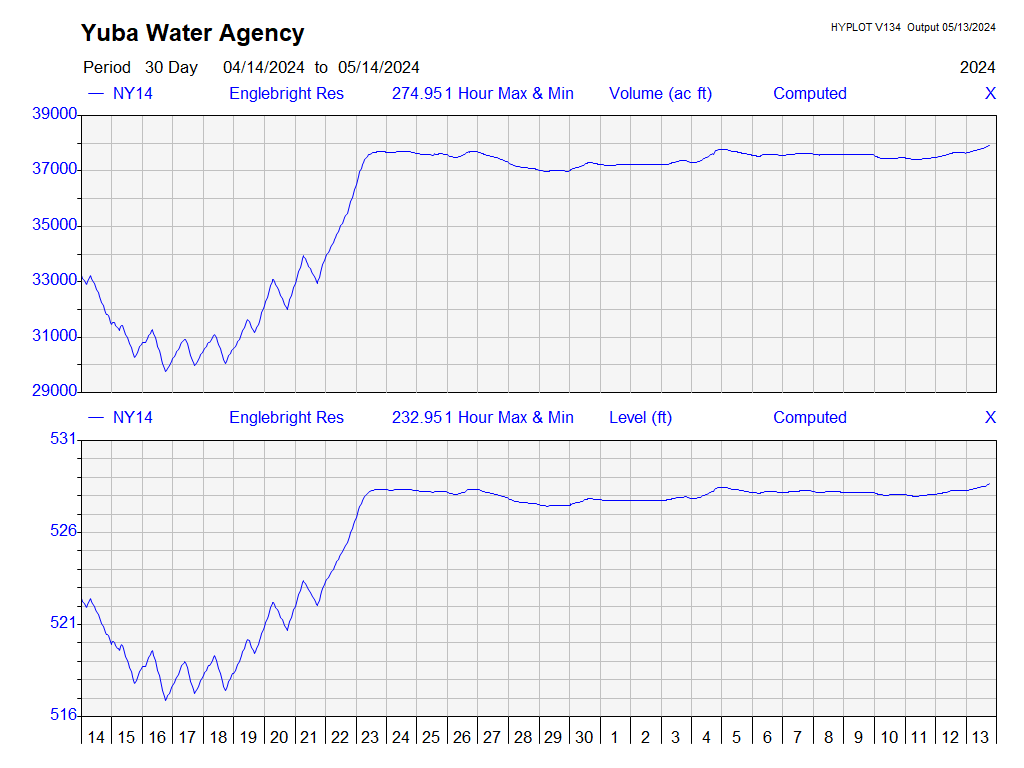 Yuba Water Agency
HYPLOT V134 Output 05/13/2024
Period 30 Day 04/14/2024 to 05/14/2024 2024
NY14 Englebright Res 274.951 Hour Max & Min Volume (ac ft) Computed X
39000
37000
35000
33000
31000
29000
NY14 Englebright Res 232.951 Hour Max & Min Level (ft) Computed X
531
526
521
516
14 15 16 17 18 19 20 21 22 23 24 25 26 27 28 29 30 1 2 3 4 5 6 7 8 9 10 11 12 13